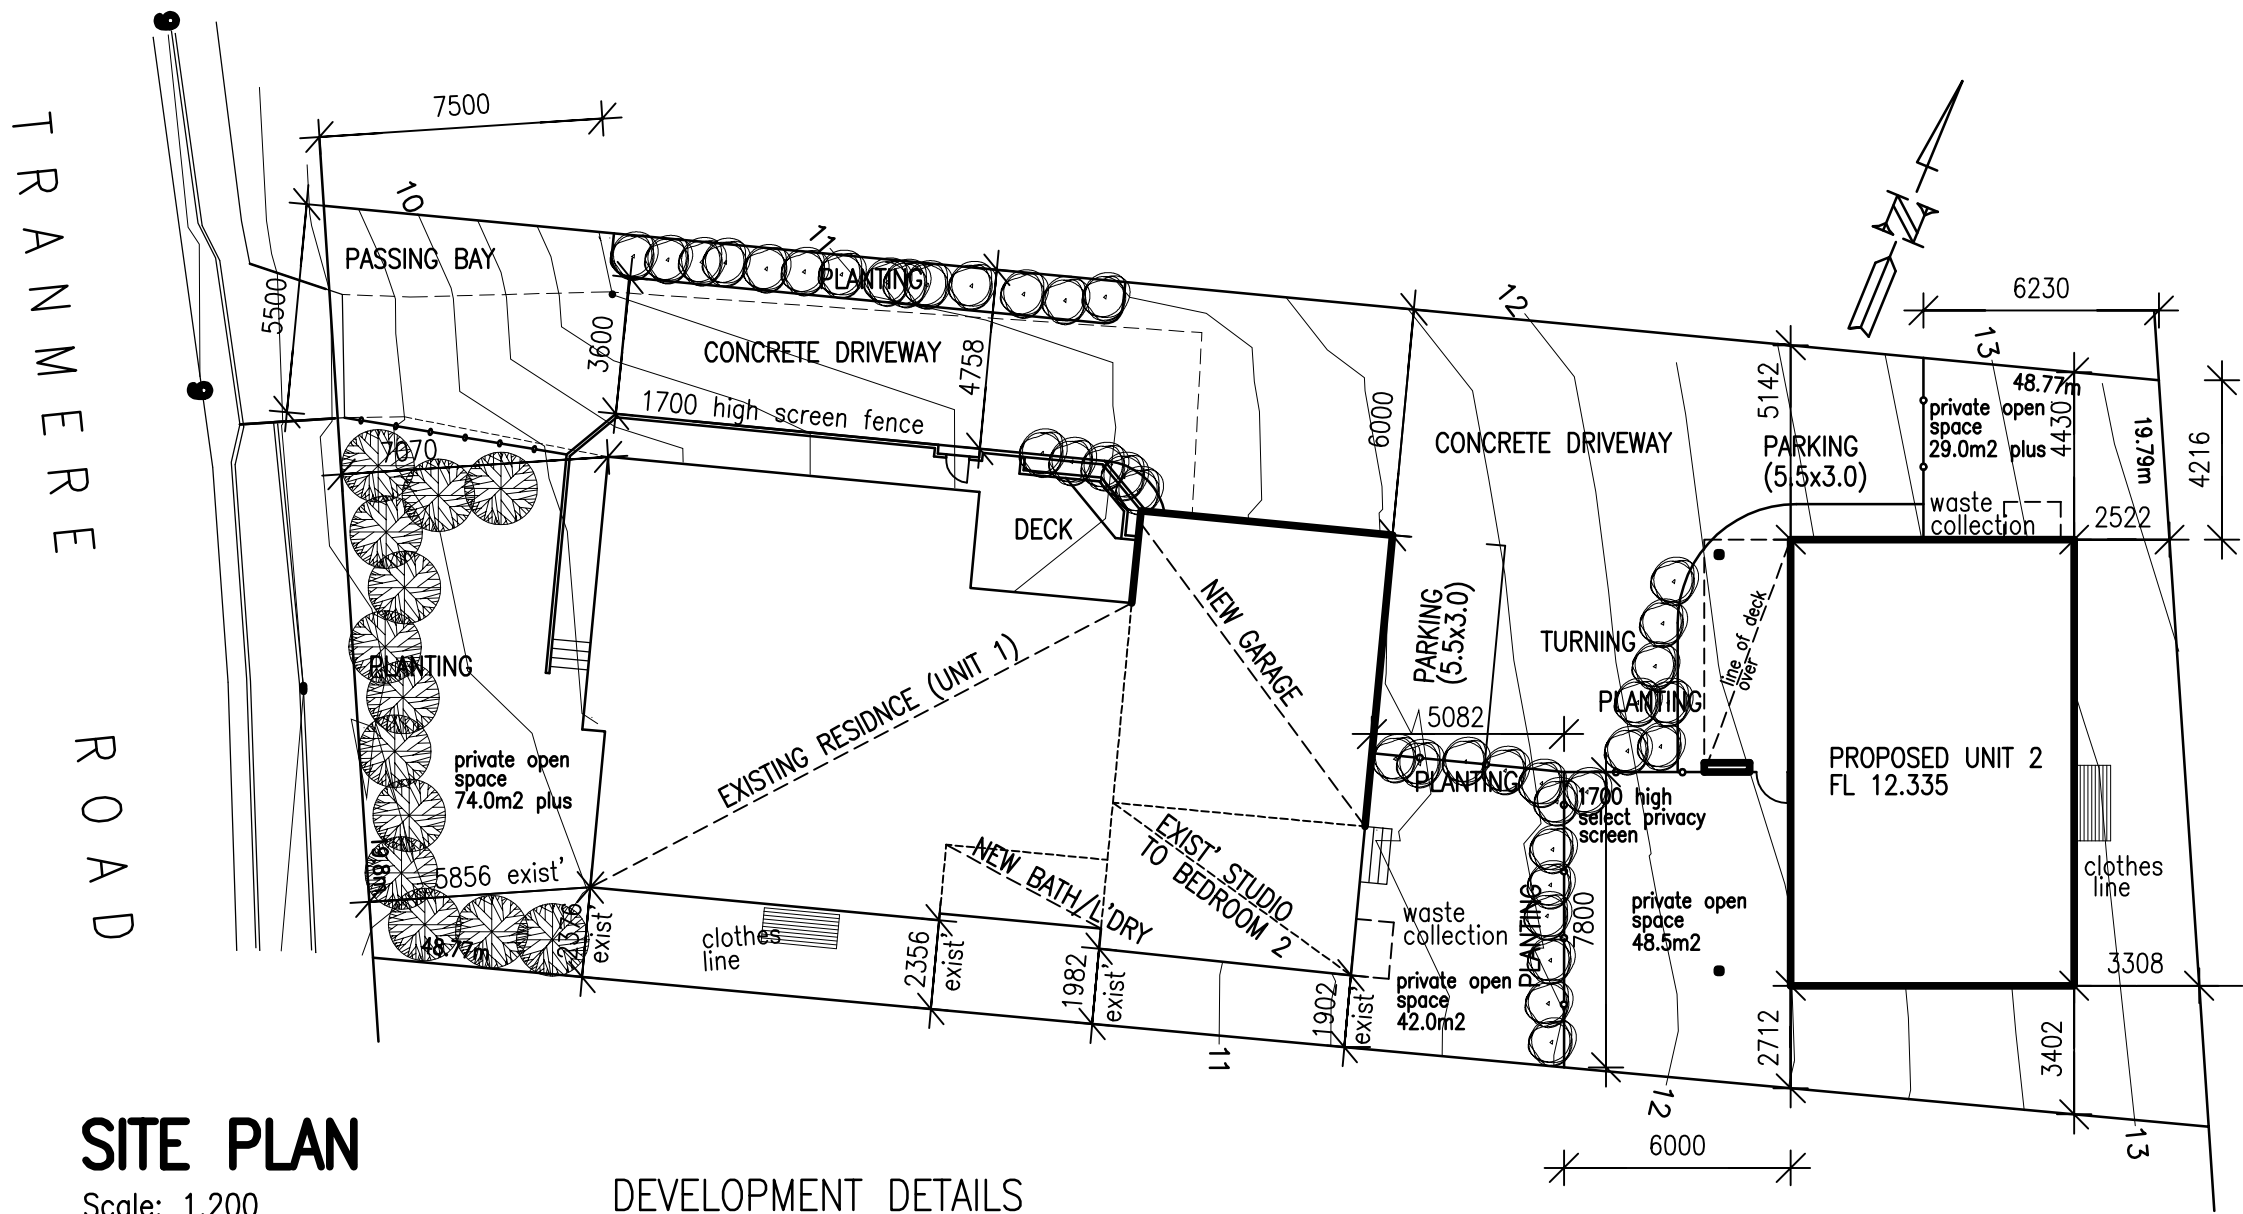 TRANMERE ROAD
9
9
7500
10
PASSING BAY
5500
11
PLANTING
3600
CONCRETE DRIVEWAY
4758
1700 high screen fence
7070
6000
12
CONCRETE DRIVEWAY
5142
PARKING
(5.5x3.0)
N
6230
13
48.77m
private open
space
29.0m2 plus
4430
19.79m
4216
waste
collection
2522
DECK
NEW GARAGE
PARKING
(5.5x3.0)
TURNING
line of deck
over
PLANTING
PLANTING
EXISTING RESIDNCE (UNIT 1)
5082
private open
space
74.0m2 plus
PLANTING
1700 high
select privacy
screen
PROPOSED UNIT 2
FL 12.335
5856 exist'
NEW BATH/L'DRY
EXIST' STUDIO
TO BEDROOM 2
PLANTING
7800
private open
space
48.5m2
clothes
line
48.77m
2376
exist'
clothes
line
2356
exist'
1982
exist'
waste
collection
private open
space
42.0m2
1902
exist'
3308
11
12
2712
3402
13
6000
SITE PLAN
Scale: 1.200
DEVELOPMENT DETAILS